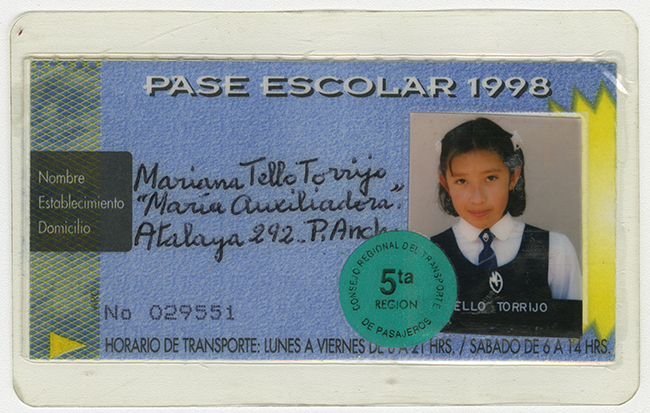 PASE ESCOLAR 1998
Nombre Mariana Tello Torrijo
Establecimiento "María Auxiliadora".
Domicilio Atalaya 292.. P. Ancha
No 029551
CONSEJO REGIONAL DEL TRANSPORTE
5ta
REGION
DE PASAJEROS
ELLO TORRIJO
HORARIO DE TRANSPORTE: LUNES A VIERNES DE 6 A 21 HRS. / SABADO DE 6 A 14 HRS.